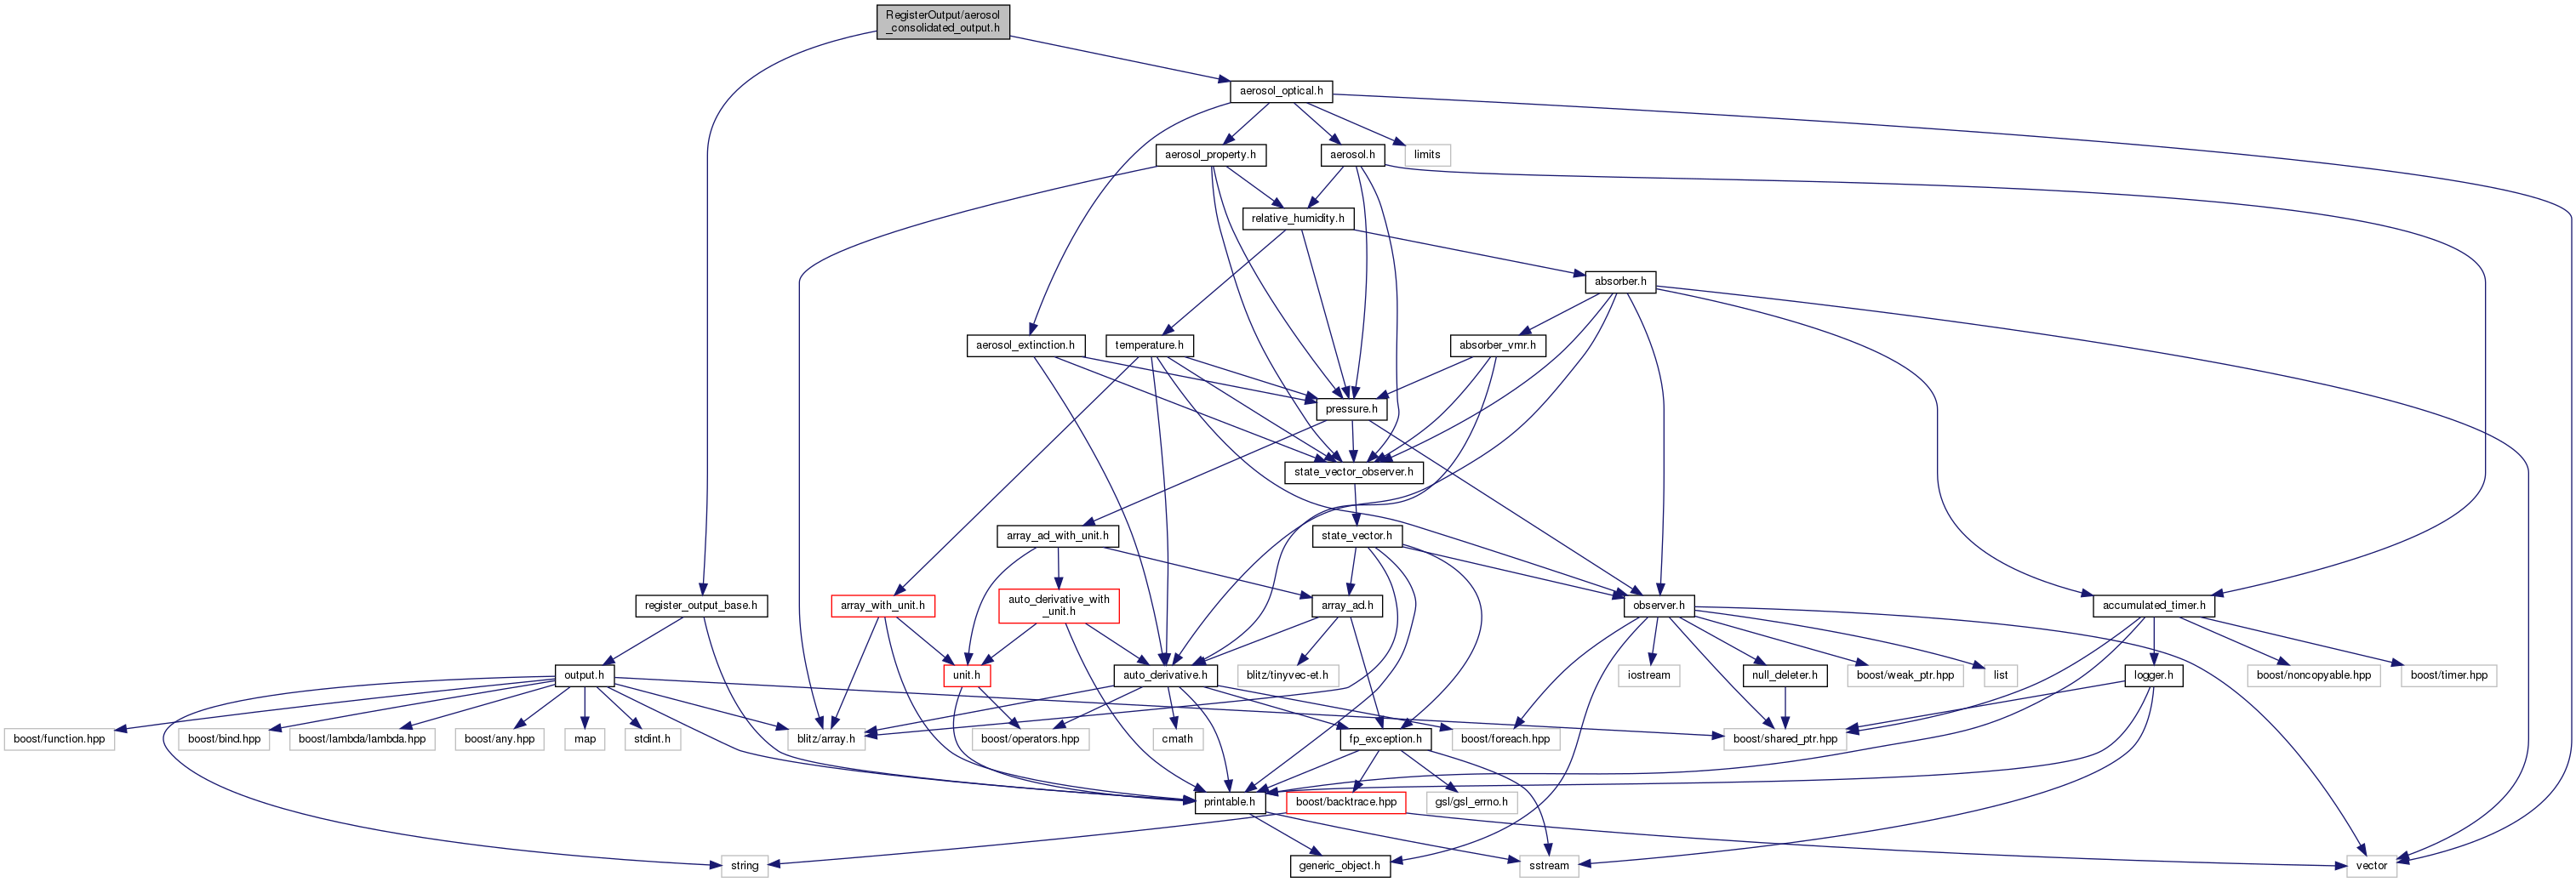 RegisterOutput/aerosol
_consolidated_output.h
aerosol_optical.h
aerosol_property.h
aerosol.h
limits
relative_humidity.h
absorber.h
aerosol_extinction.h
temperature.h
absorber_vmr.h
pressure.h
state_vector_observer.h
array_ad_with_unit.h
state_vector.h
register_output_base.h
array_with_unit.h
auto_derivative_with
_unit.h
array_ad.h
observer.h
accumulated_timer.h
output.h
unit.h
auto_derivative.h
blitz/tinyvec-et.h
iostream
null_deleter.h
boost/weak_ptr.hpp
list
logger.h
boost/noncopyable.hpp
boost/timer.hpp
boost/function.hpp
boost/bind.hpp
boost/lambda/lambda.hpp
boost/any.hpp
map
stdint.h
blitz/array.h
boost/operators.hpp
cmath
fp_exception.h
boost/foreach.hpp
boost/shared_ptr.hpp
printable.h
boost/backtrace.hpp
gsl/gsl_errno.h
string
generic_object.h
sstream
vector